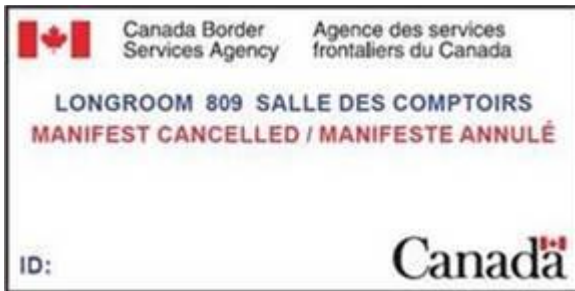 Canada Border Agence des services
Services Agency frontaliers du Canada
LONGROOM 809 SALLE DES COMPTOIRS
MANIFEST CANCELLED / MANIFESTE ANNULÉ
ID:
Canada